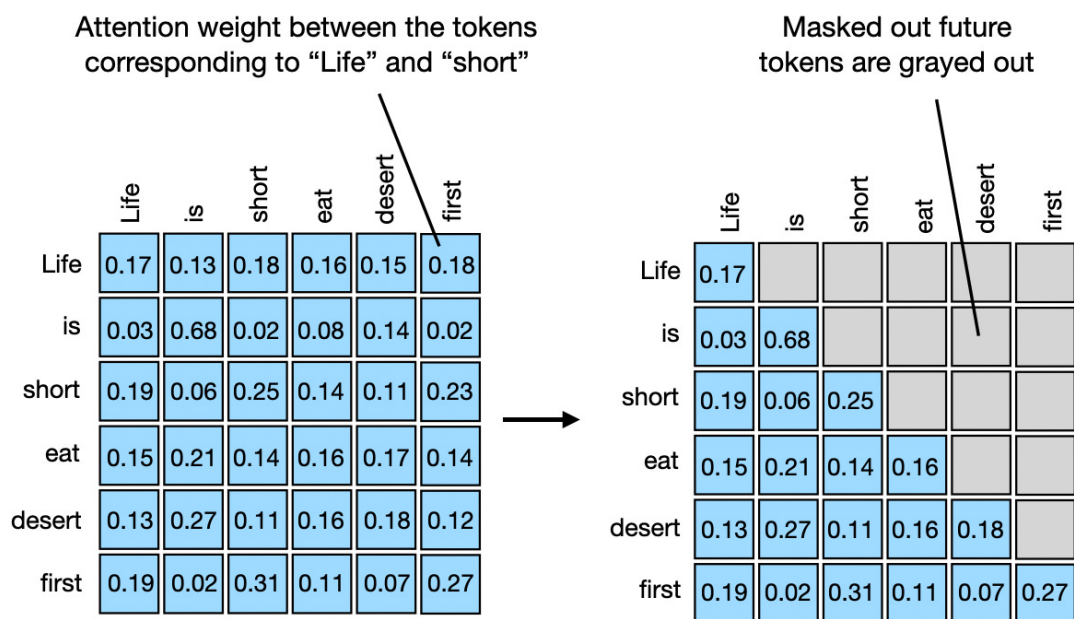 Attention weight between the tokens
corresponding to “Life” and “short”
Masked out future
tokens are grayed out
Life is short eat desert first
Life 0.17 0.13 0.18 0.16 0.15 0.18
is 0.03 0.68 0.02 0.08 0.14 0.02
short 0.19 0.06 0.25 0.14 0.11 0.23
eat 0.15 0.21 0.14 0.16 0.17 0.14
desert 0.13 0.27 0.11 0.16 0.18 0.12
first 0.19 0.02 0.31 0.11 0.07 0.27
Life is short eat desert first
Life 0.17
is 0.03 0.68
short 0.19 0.06 0.25
eat 0.15 0.21 0.14 0.16
desert 0.13 0.27 0.11 0.16 0.18
first 0.19 0.02 0.31 0.11 0.07 0.27